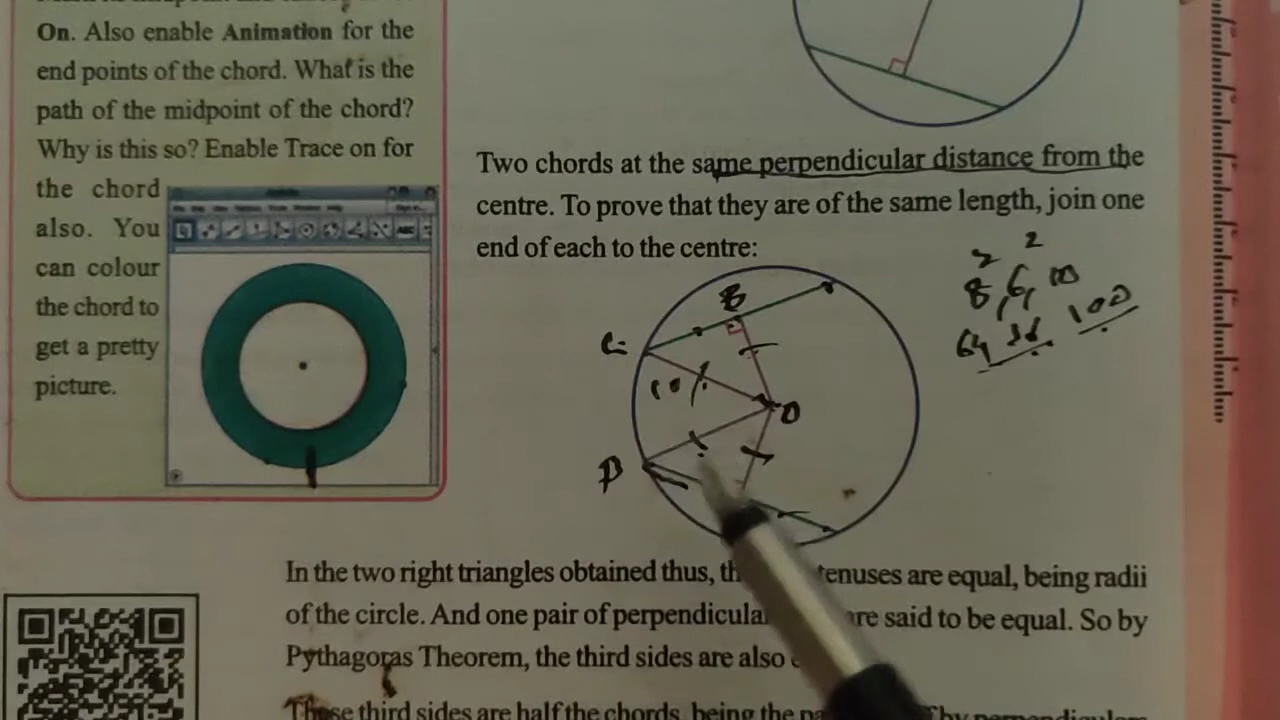 On. Also enable Animation for the
end points of the chord. What is the
path of the midpoint of the chord?
Why is this so? Enable Trace on for
the chord
also. You
can colour
the chord to
get a pretty
picture.
Two chords at the same perpendicular distance from the
centre. To prove that they are of the same length, join one
end of each to the centre:
2 2
8, 6, 10
64 36 100
B
C
10
O
P
In the two right triangles obtained thus, the tenuses are equal, being radii
of the circle. And one pair of perpendicular are said to be equal. So by
Pythagoras Theorem, the third sides are also
These third sides are half the chords, being the